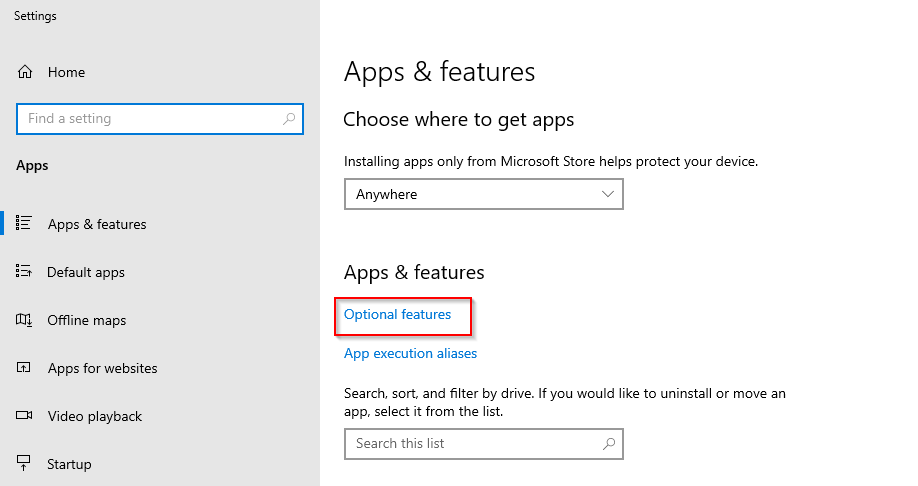 Settings
Home
Find a setting
Apps
Apps & features
Default apps
Offline maps
Apps for websites
Video playback
Startup
Apps & features
Choose where to get apps
Installing apps only from Microsoft Store helps protect your device.
Anywhere
Apps & features
Optional features
App execution aliases
Search, sort, and filter by drive. If you would like to uninstall or move an
app, select it from the list.
Search this list